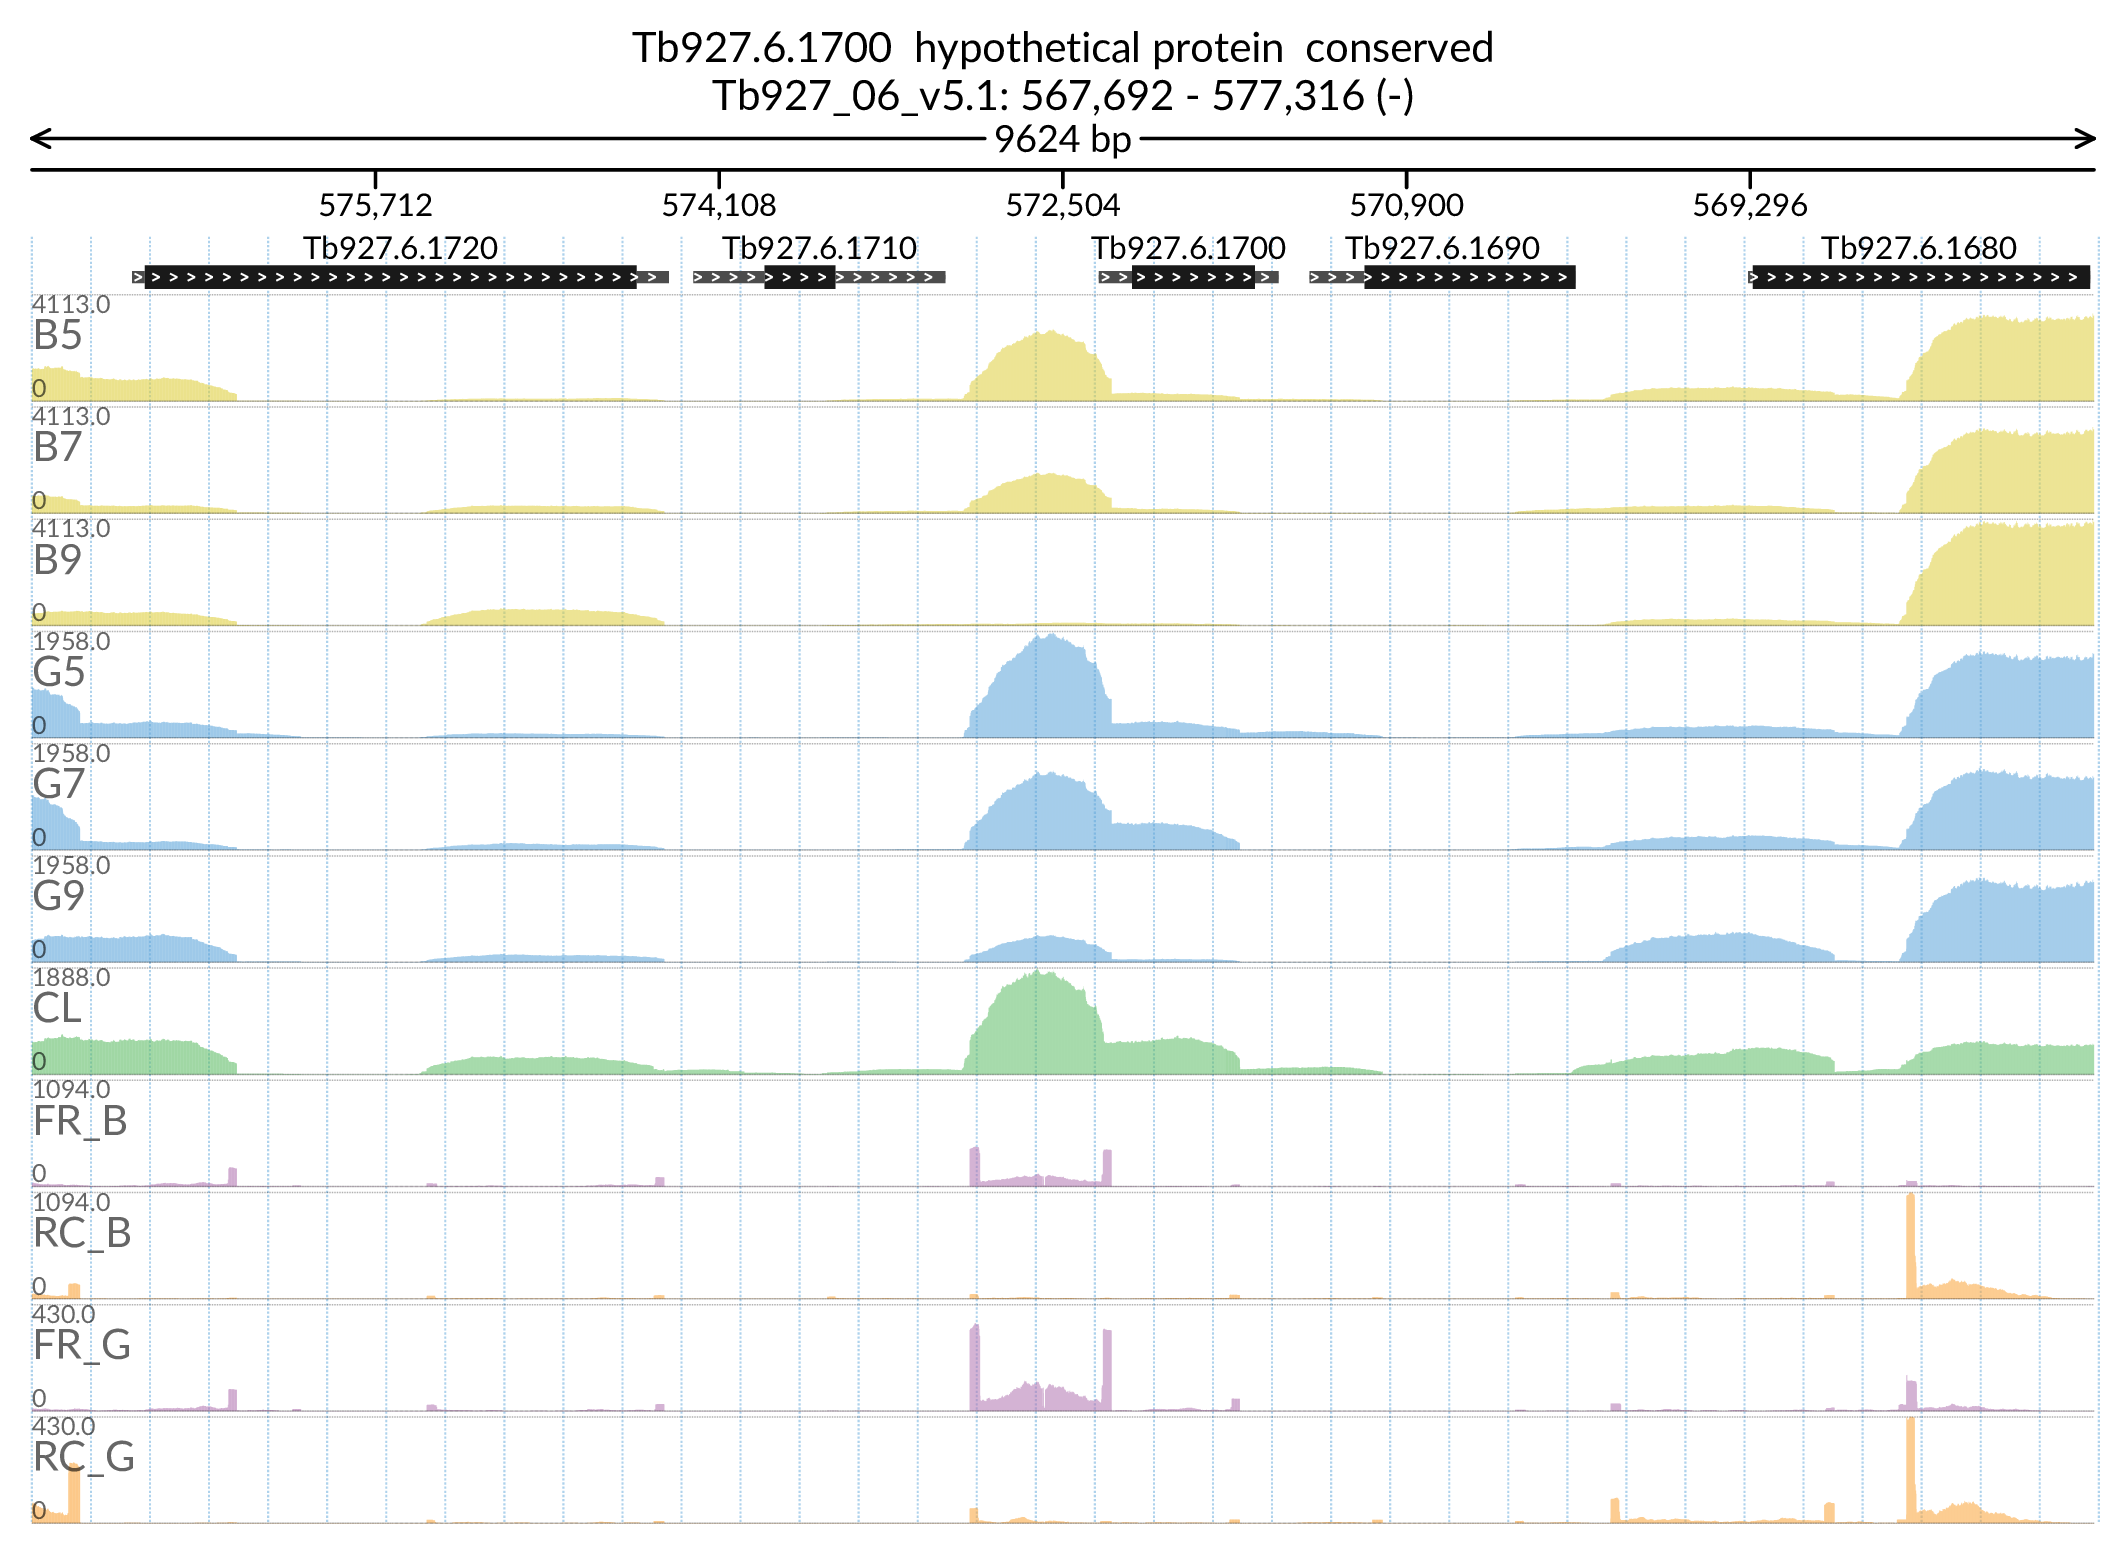 Tb927.6.1700  hypothetical protein  conserved
Tb927_06_v5.1: 567,692 - 577,316 (-)
9624 bp
575,712 574,108 572,504 570,900 569,296
Tb927.6.1720 Tb927.6.1710 Tb927.6.1700 Tb927.6.1690 Tb927.6.1680
4113.0
B5
0
4113.0
B7
0
4113.0
B9
0
1958.0
G5
0
1958.0
G7
0
1958.0
G9
0
1888.0
CL
0
1094.0
FR_B
0
1094.0
RC_B
0
430.0
FR_G
0
430.0
RC_G
0